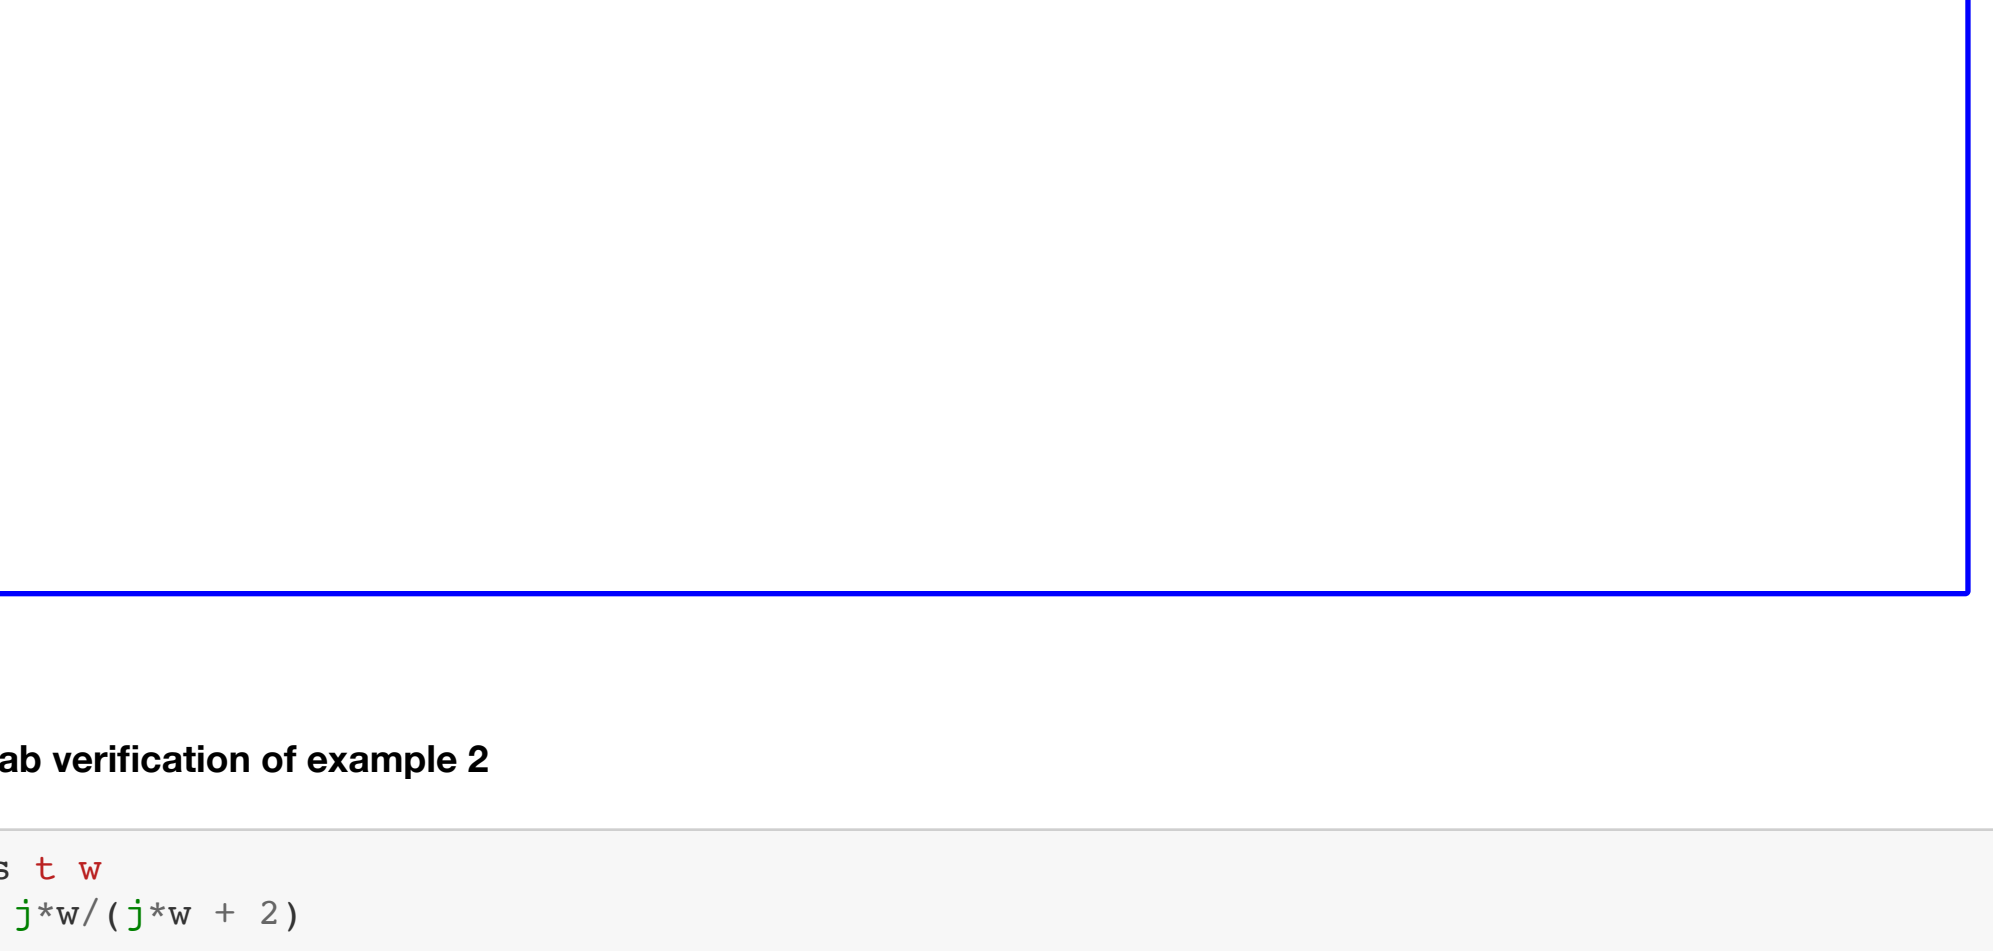 ab verification of example 2
s t w
j*w/(j*w + 2)